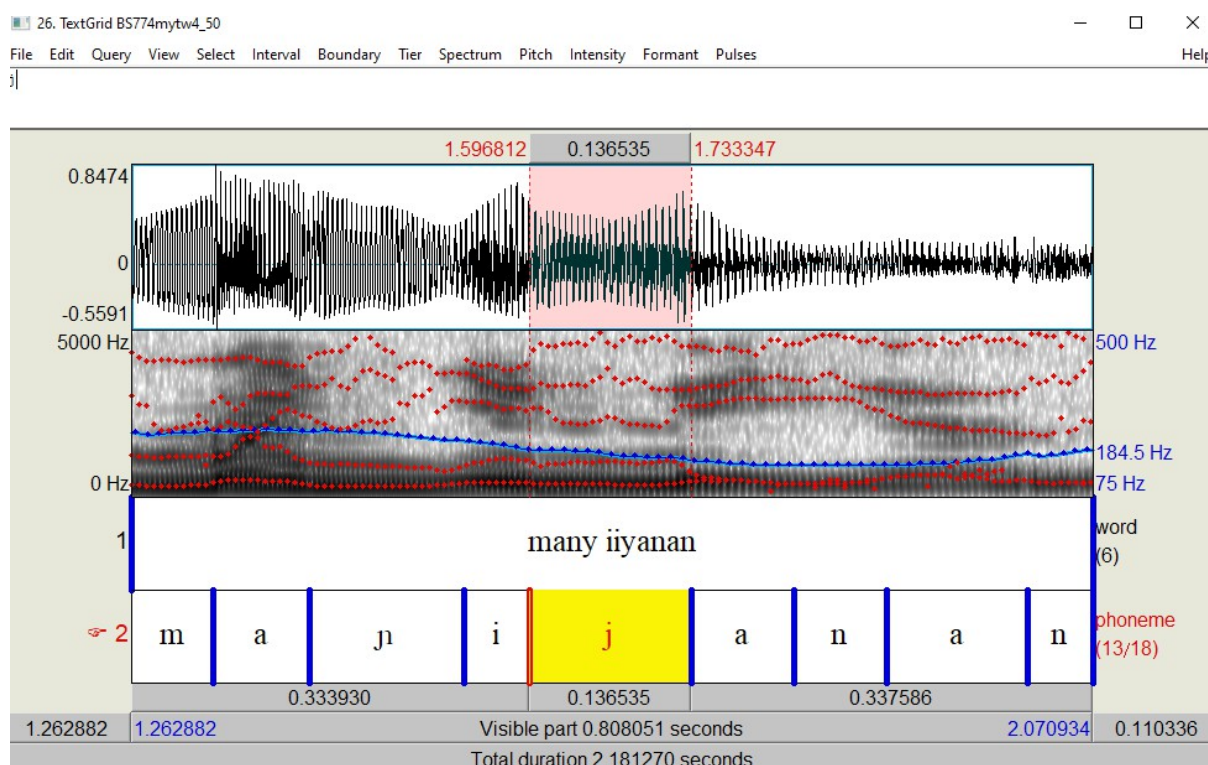 26. TextGrid BS774mytw4_50
File Edit Query View Select Interval Boundary Tier Spectrum Pitch Intensity Formant Pulses Help
1.596812 0.136535 1.733347
0.8474
0
-0.5591
5000 Hz 500 Hz
184.5 Hz
0 Hz 75 Hz
1 many iiyanan word
(6)
☞ 2 m a ɲ i j a n a n phoneme
(13/18)
0.333930 0.136535 0.337586
1.262882 1.262882 Visible part 0.808051 seconds 2.070934 0.110336
Total duration 2.181270 seconds